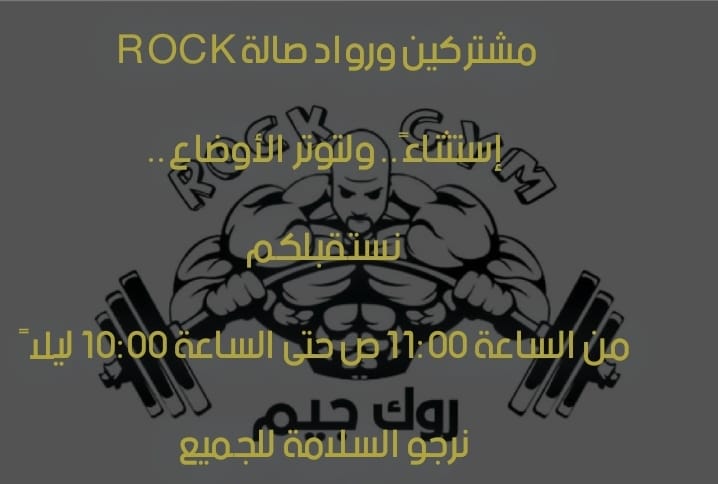 مشتركين ورواد صالة ROCK
ROCK GYM
إستثناءً .. ولتوتر الأوضاع ..
نستقبلكم
من الساعة 11:00 ص حتى الساعة 10:00 ليلاً
روك جيم
نرجو السلامة للجميع